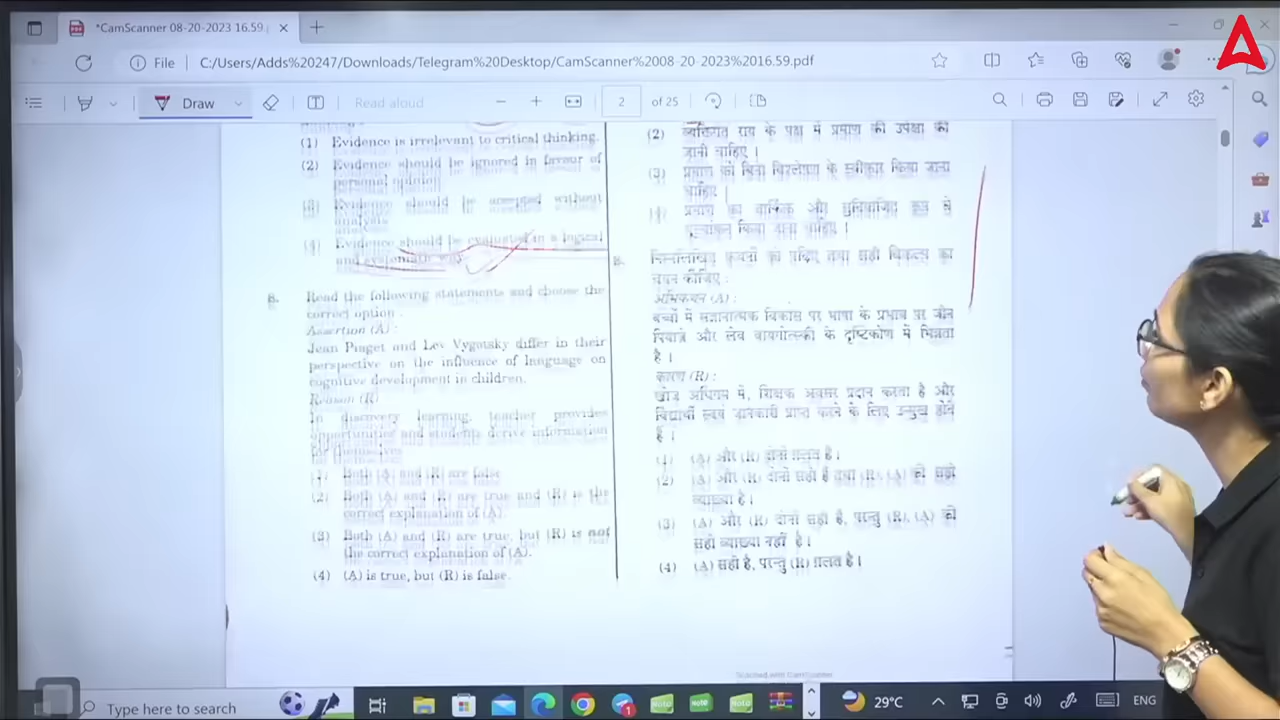 *CamScanner 08-20-2023 16.59.
File
C:/Users/Adds%20247/Downloads/Telegram%20Desktop/CamScanner%2008-20-2023%2016.59.pdf
Draw
Read aloud
2
of 25
(1) Evidence is irrelevant to critical thinking.
(2) Evidence should be ignored in favour of
personal opinion
(3) Evidence should be accepted without
analysis
(4) Evidence should be evaluated in a logical
and systematic
Read the following statements and choose the
correct option :
Assertion (A) :
Jean Piaget and Lev Vygotsky differ in their
perspective on the influence of language on
cognitive development in children.
Reason (R)
In discovery learning, teacher provides
opportunities and students derive information
for themselves
(1) Both (A) and (R) are false
(2) Both (A) and (R) are true and (R) is the
correct explanation of (A).
(3) Both (A) and (R) are true, but (R) is not
the correct explanation of (A).
(4) (A) is true, but (R) is false.
(2) व्यक्तिगत राय के पक्ष में प्रमाण की उपेक्षा की
जानी चाहिए ।
(3) प्रमाण को बिना विश्लेषण के स्वीकार किया जाना
चाहिए ।
प्रमाण का तार्किक और सुनियोजित रूप से
मूल्यांकन किया जाना चाहिए ।
निम्नलिखित कथनों को पढ़िए तथा सही विकल्प का
चयन कीजिए :
अभिकथन (A) :
बच्चों में संज्ञानात्मक विकास पर भाषा के प्रभाव पर जीन
पियाजे और लेव वायगोत्स्की के दृष्टिकोण में भिन्नता
है ।
कारण (R) :
खोज अधिगम में, शिक्षक अवसर प्रदान करता है और
विद्यार्थी स्वयं जानकारी प्राप्त करने के लिए उन्मुख होते
हैं ।
(1) (A) और (R) दोनों ग़लत हैं ।
(2) (A) और (R) दोनों सही हैं तथा (R), (A) की सही
व्याख्या है ।
(3) (A) और (R) दोनों सही हैं, परन्तु (R), (A) की
सही व्याख्या नहीं है ।
(4) (A) सही है, परन्तु (R) ग़लत है ।
Scanned with CamScanner
Type here to search
29°C
ENG